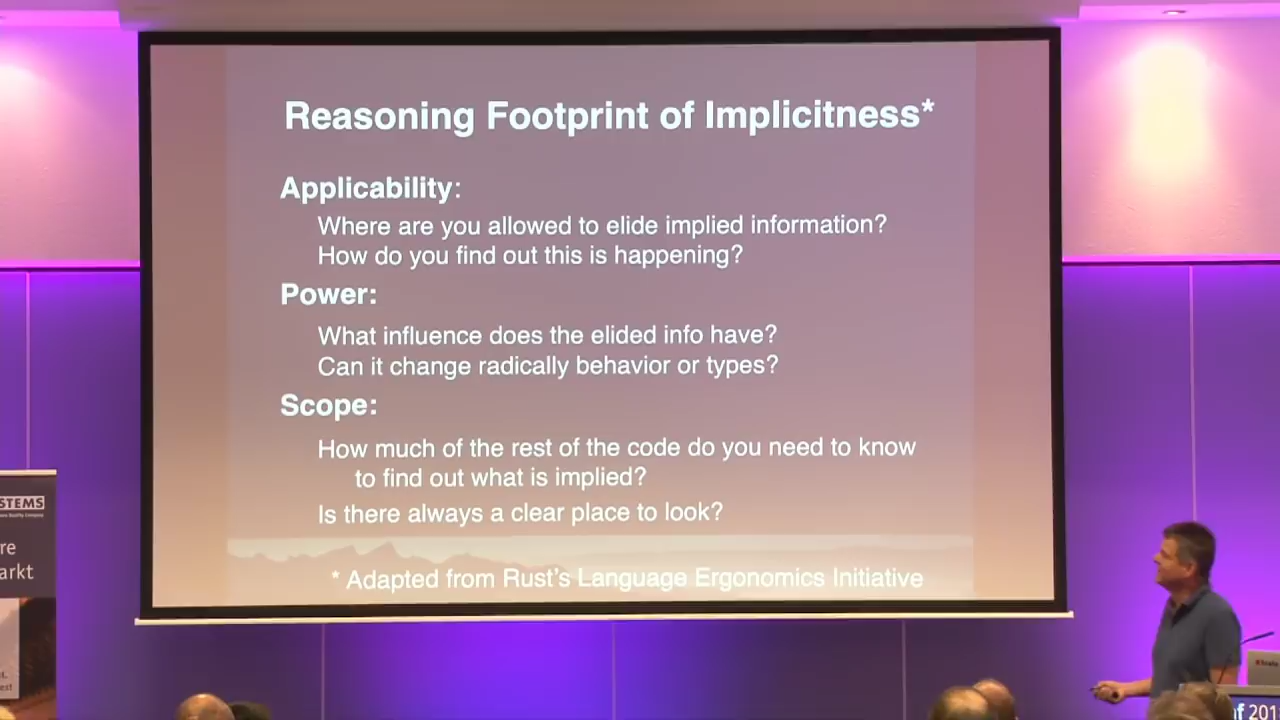 Reasoning Footprint of Implicitness*
Applicability:
Where are you allowed to elide implied information?
How do you find out this is happening?
Power:
What influence does the elided info have?
Can it change radically behavior or types?
Scope:
How much of the rest of the code do you need to know
to find out what is implied?
Is there always a clear place to look?
* Adapted from Rust's Language Ergonomics Initiative
STEMS
re
arkt
#Scala
f 201